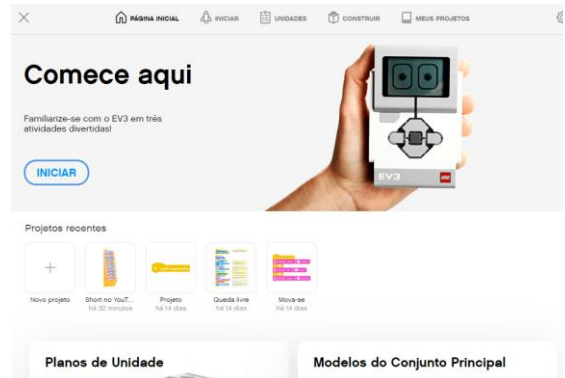 PÁGINA INICIAL
INICIAR
UNIDADES
CONSTRUIR
MEUS PROJETOS
Comece aqui
Familiarize-se com o EV3 em três
atividades divertidas!
INICIAR
EV3
Projetos recentes
Novo projeto
Short no YouT...
há 32 minutos
Projeto
há 14 dias
Queda livre
há 14 dias
Mova-se
há 14 dias
Planos de Unidade
Modelos do Conjunto Principal